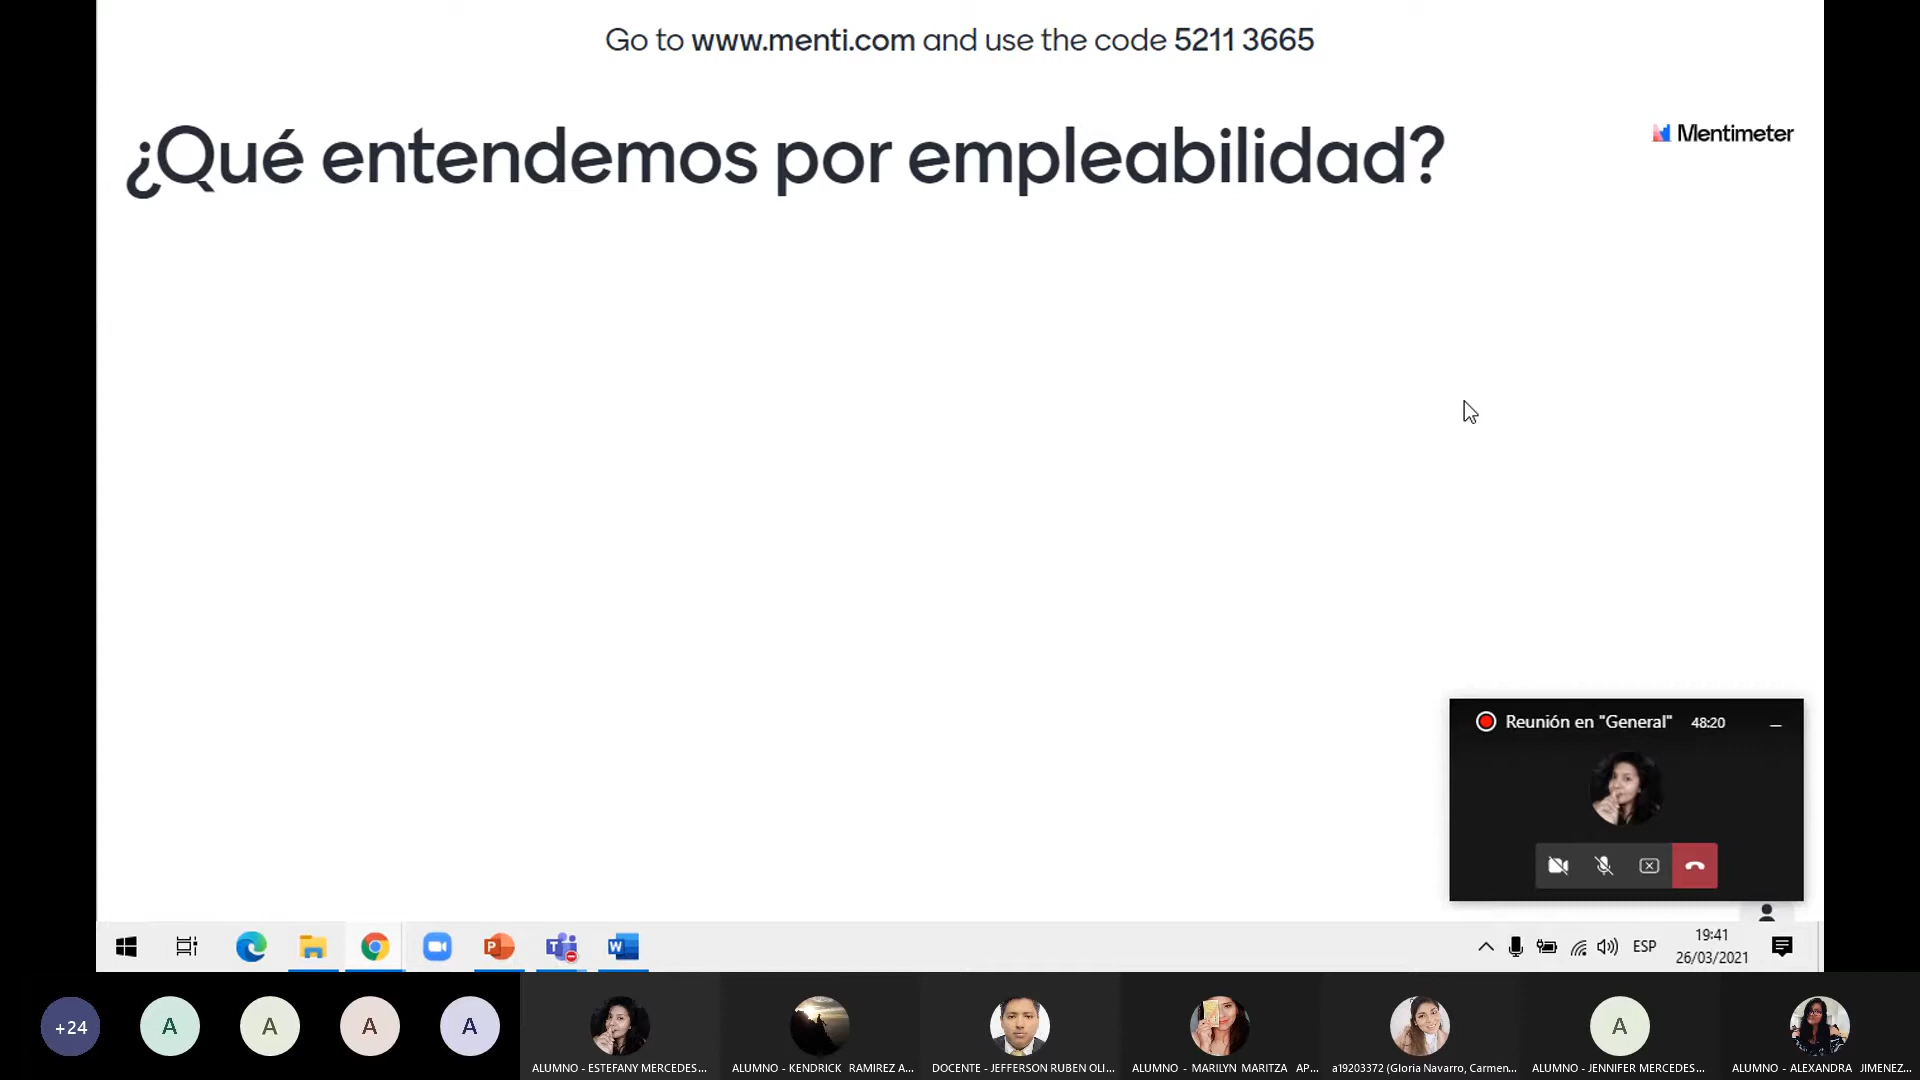 Go to www.menti.com and use the code 5211 3665
¿Qué entendemos por empleabilidad?
Mentimeter
Reunión en "General" 48:20
ESP
19:41
26/03/2021
+24
A
A
A
A
A
ALUMNO - ESTEFANY MERCEDES...
ALUMNO - KENDRICK RAMIREZ A...
DOCENTE - JEFFERSON RUBEN OLI...
ALUMNO - MARILYN MARITZA AP...
a19203372 (Gloria Navarro, Carmen...
ALUMNO - JENNIFER MERCEDES...
ALUMNO - ALEXANDRA JIMENEZ...